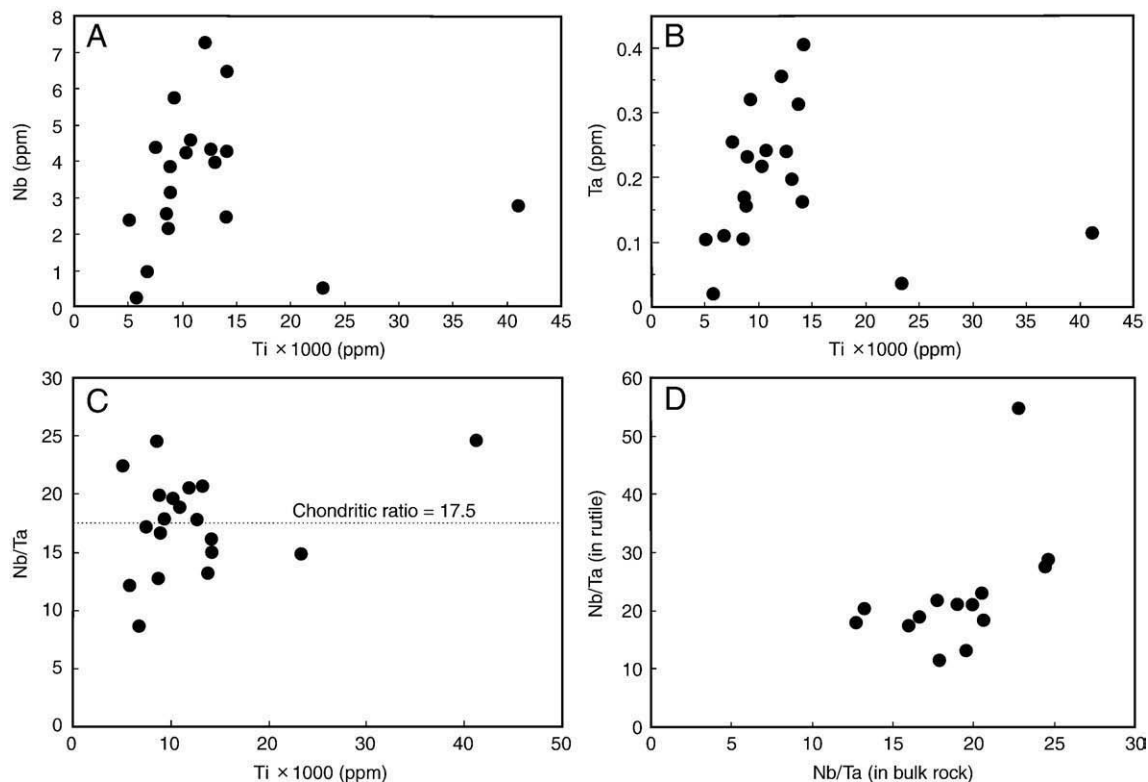 A
8
7
6
5
4
3
2
1
0
Nb (ppm)
0 5 10 15 20 25 30 35 40 45
Ti ×1000 (ppm)
B
0.4
0.3
0.2
0.1
0
Ta (ppm)
0 5 10 15 20 25 30 35 40 45
Ti ×1000 (ppm)
C
30
25
20
15
10
5
0
Nb/Ta
Chondritic ratio = 17.5
0 10 20 30 40 50
Ti ×1000 (ppm)
D
60
50
40
30
20
10
0
Nb/Ta (in rutile)
0 5 10 15 20 25 30
Nb/Ta (in bulk rock)